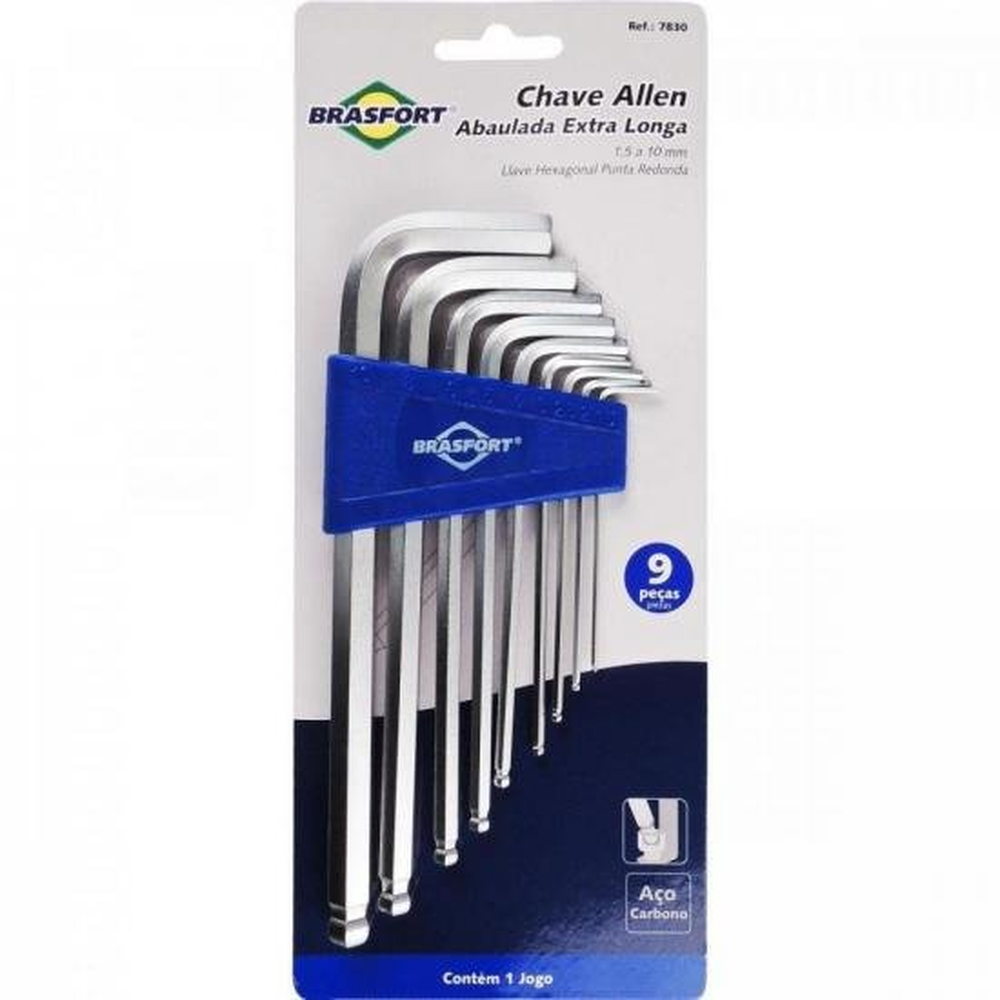 Ref.: 7830
BRASFORT®
Chave Allen
Abaulada Extra Longa
1,5 a 10 mm
Llave Hexagonal Punta Redonda
BRASFORT®
9
peças
piezas
Aço
Carbono
Contém 1 Jogo